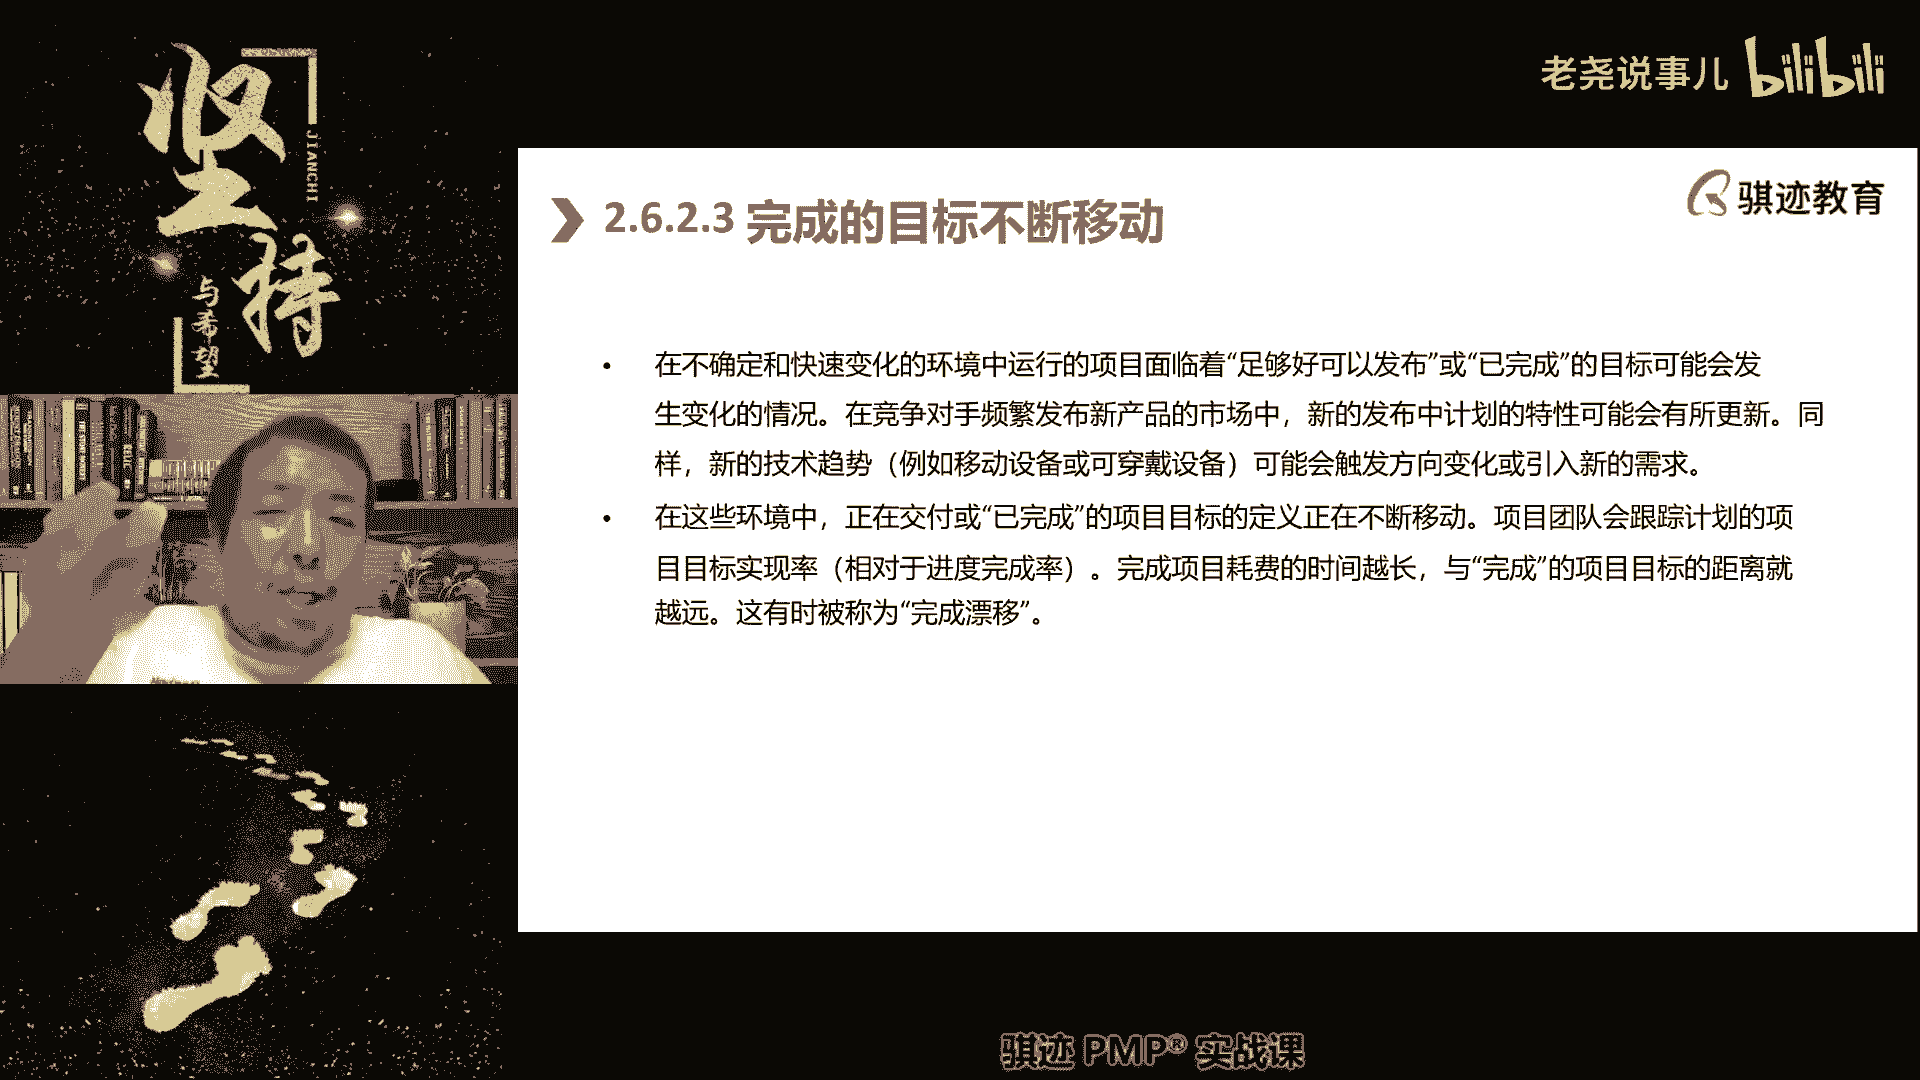 坚持
JIANCHI
与希望
老尧说事儿 bilibili
骐迹教育
2.6.2.3 完成的目标不断移动
• 在不确定和快速变化的环境中运行的项目面临着“足够好可以发布”或“已完成”的目标可能会发
生变化的情况。在竞争对手频繁发布新产品的市场中，新的发布中计划的特性可能会有所更新。同
样，新的技术趋势（例如移动设备或可穿戴设备）可能会触发方向变化或引入新的需求。
• 在这些环境中，正在交付或“已完成”的项目目标的定义正在不断移动。项目团队会跟踪计划的项
目目标实现率（相对于进度完成率）。完成项目耗费的时间越长，与“完成”的项目目标的距离就
越远。这有时被称为“完成漂移”。
骐迹 PMP® 实战课